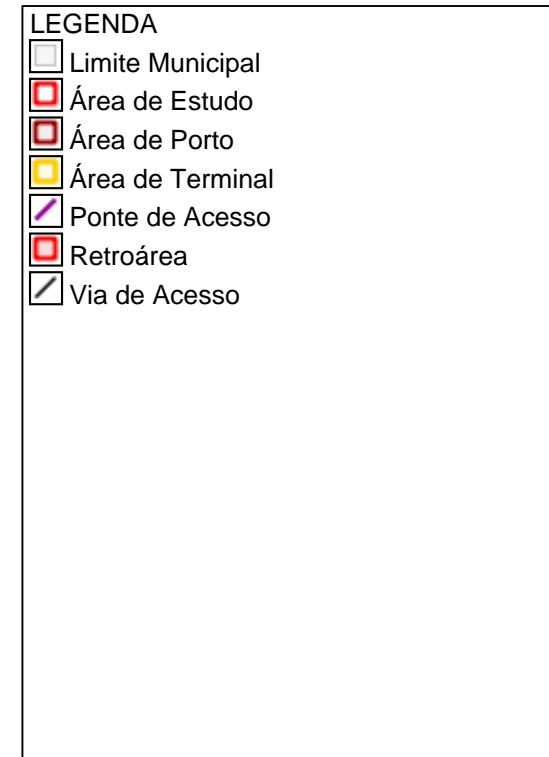 LEGENDA
Limite Municipal
Área de Estudo
Área de Porto
Área de Terminal
Ponte de Acesso
Retroárea
Via de Acesso